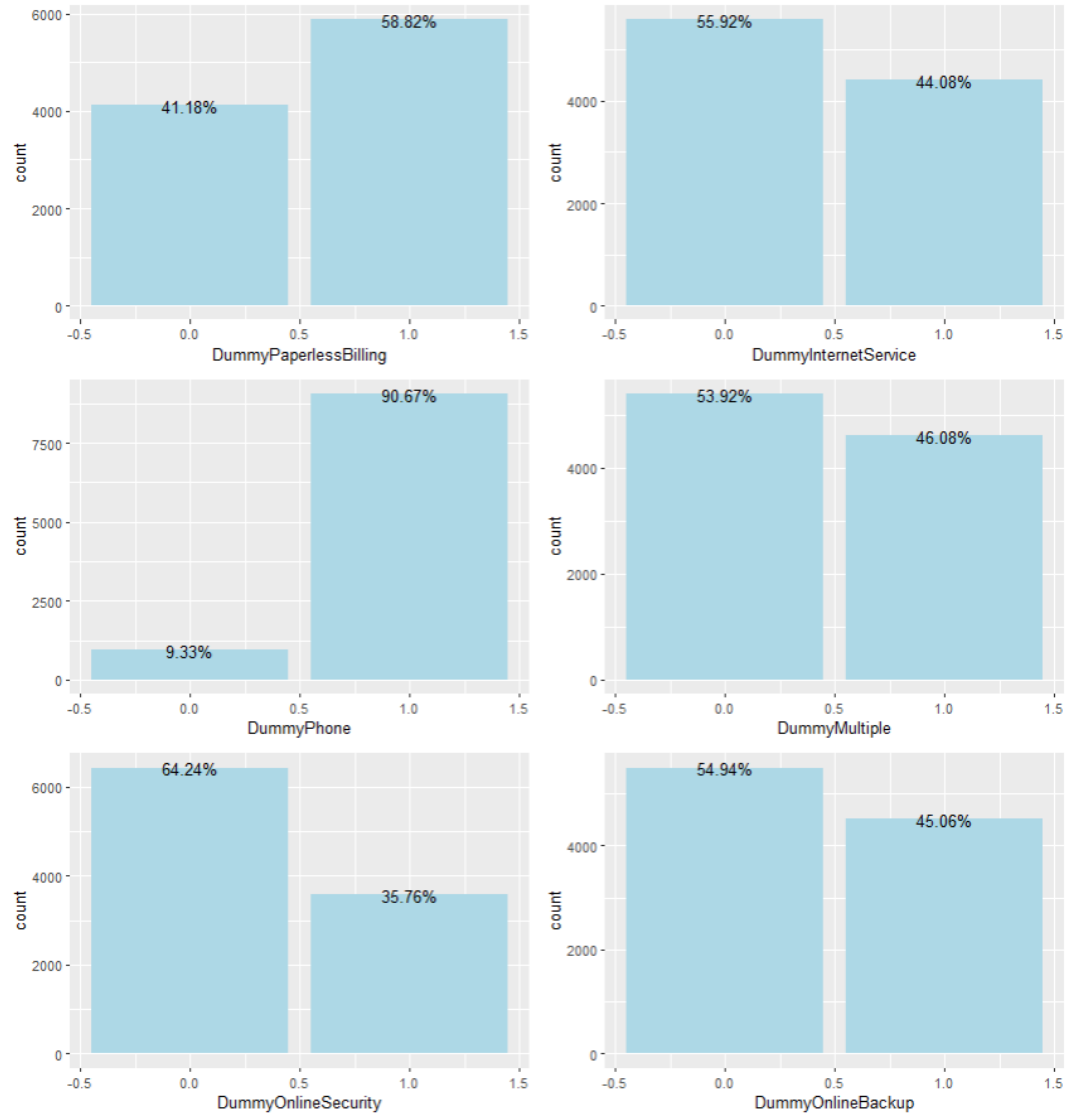 6000
4000
2000
0
count
41.18%
58.82%
-0.5 0.0 0.5 1.0 1.5
DummyPaperlessBilling
4000
2000
0
count
55.92%
44.08%
-0.5 0.0 0.5 1.0 1.5
DummyInternetService
7500
5000
2500
0
count
9.33%
90.67%
-0.5 0.0 0.5 1.0 1.5
DummyPhone
4000
2000
0
count
53.92%
46.08%
-0.5 0.0 0.5 1.0 1.5
DummyMultiple
6000
4000
2000
0
count
64.24%
35.76%
-0.5 0.0 0.5 1.0 1.5
DummyOnlineSecurity
4000
2000
0
count
54.94%
45.06%
-0.5 0.0 0.5 1.0 1.5
DummyOnlineBackup